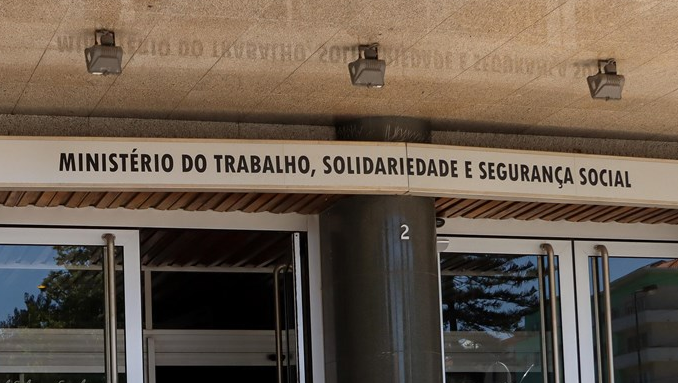 MINISTÉRIO DO TRABALHO, SOLIDARIEDADE E SEGURANÇA SOCIAL
2